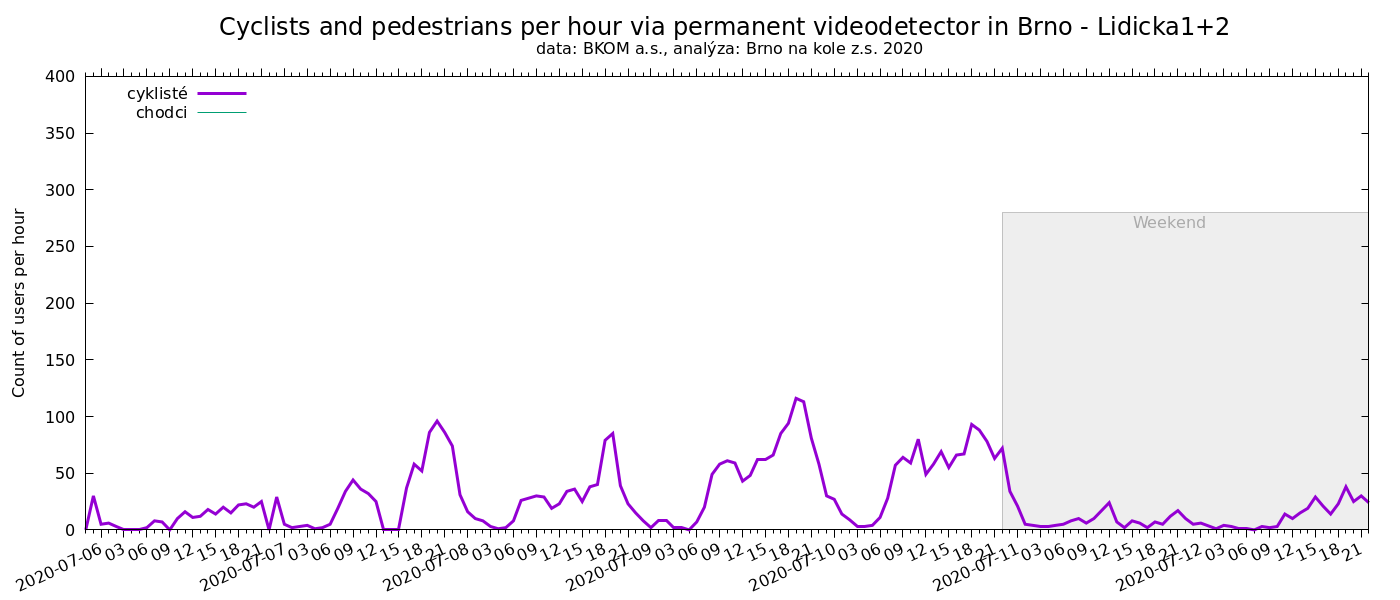 Cyclists and pedestrians per hour via permanent videodetector in Brno - Lidicka1+2
data: BKOM a.s., analýza: Brno na kole z.s. 2020
400
350
300
250
200
150
100
50
0
Count of users per hour
cyklisté
chodci
Weekend
2020-07-06 03 06 09 12 15 18 21 2020-07-07 03 06 09 12 15 18 21 2020-07-08 03 06 09 12 15 18 21 2020-07-09 03 06 09 12 15 18 21 2020-07-10 03 06 09 12 15 18 21 2020-07-11 03 06 09 12 15 18 21 2020-07-12 03 06 09 12 15 18 21